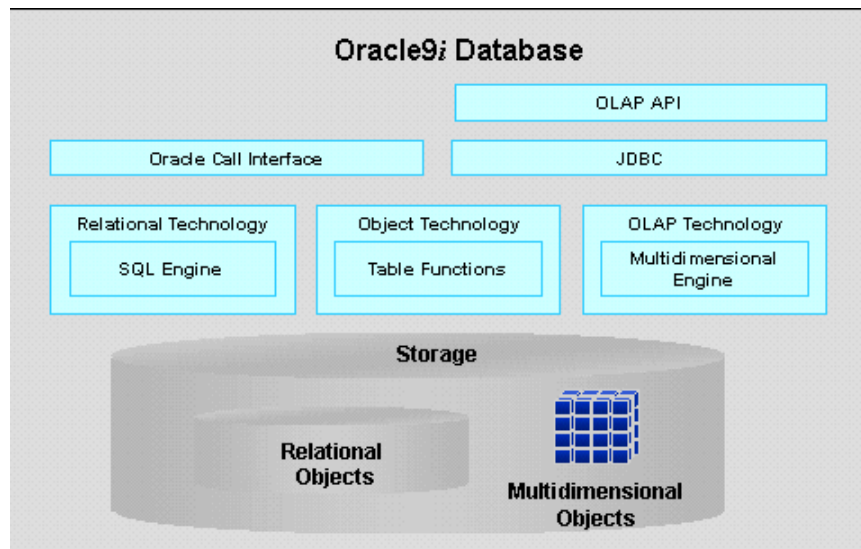 Oracle9i Database
OLAP API
Oracle Call Interface
JDBC
Relational Technology
SQL Engine
Object Technology
Table Functions
OLAP Technology
Multidimensional
Engine
Storage
Relational
Objects
Multidimensional
Objects